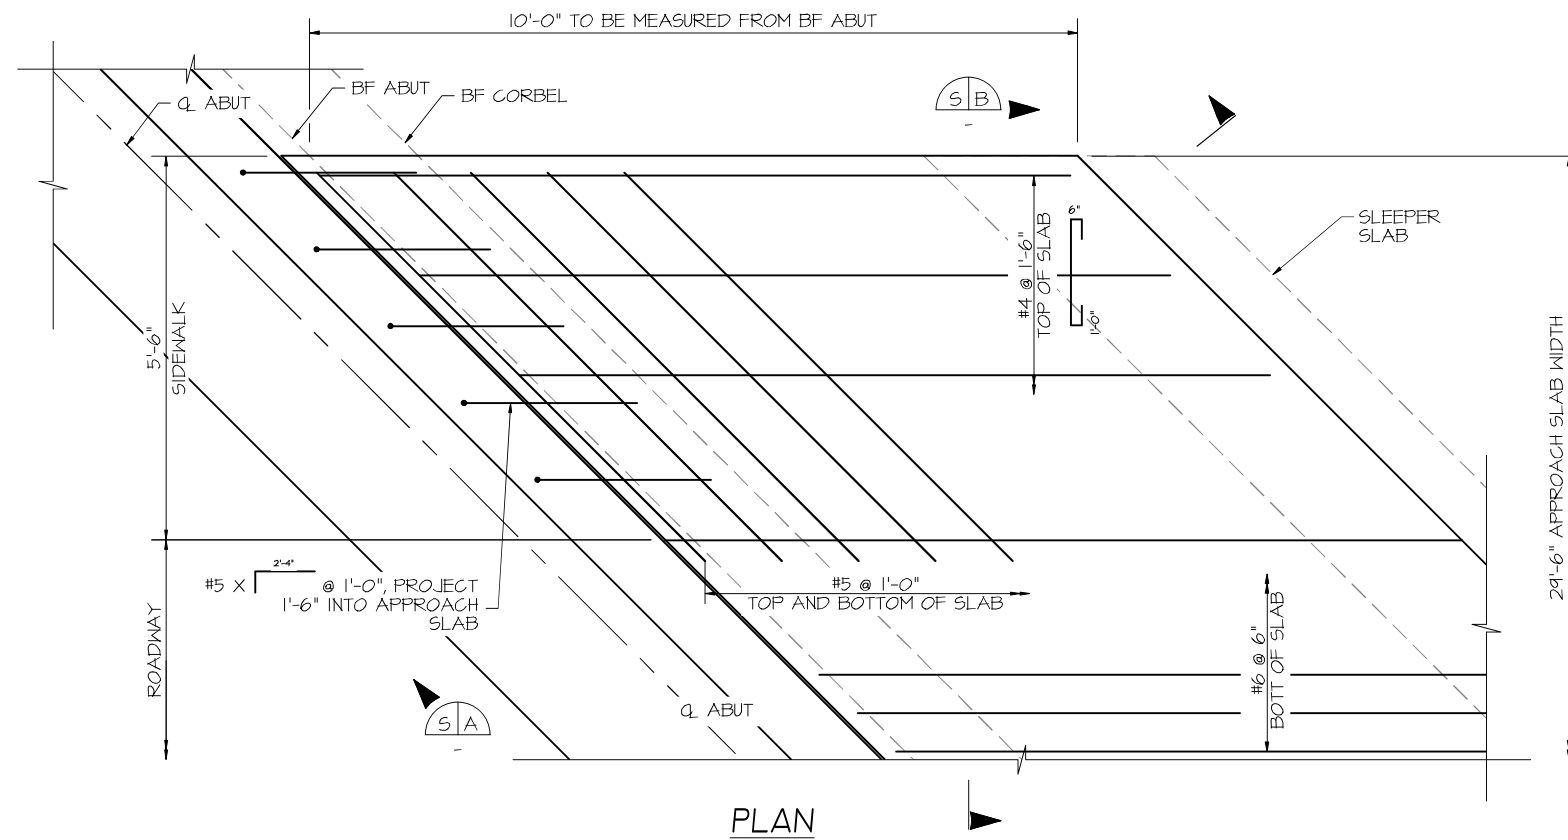 10'-0" TO BE MEASURED FROM BF ABUT
℄ ABUT
BF ABUT
BF CORBEL
S B
-
SLEEPER
SLAB
6"
1'-0"
#4 @ 1'-6"
TOP OF SLAB
5'-6"
SIDEWALK
29'-6" APPROACH SLAB WIDTH
#5 X
2'-4"
@ 1'-0", PROJECT
1'-6" INTO APPROACH
SLAB
#5 @ 1'-0"
TOP AND BOTTOM OF SLAB
#6 @ 6"
BOTT OF SLAB
ROADWAY
℄ ABUT
S A
-
PLAN